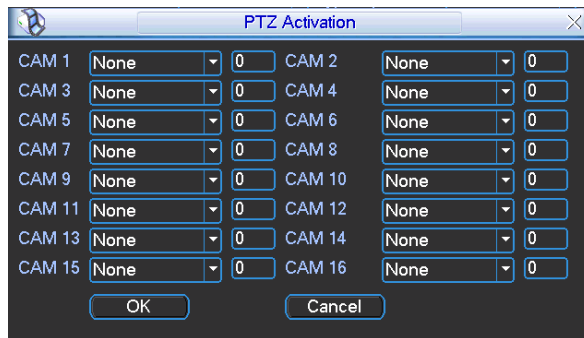 PTZ Activation
CAM 1 None 0 CAM 2 None 0
CAM 3 None 0 CAM 4 None 0
CAM 5 None 0 CAM 6 None 0
CAM 7 None 0 CAM 8 None 0
CAM 9 None 0 CAM 10 None 0
CAM 11 None 0 CAM 12 None 0
CAM 13 None 0 CAM 14 None 0
CAM 15 None 0 CAM 16 None 0
OK Cancel